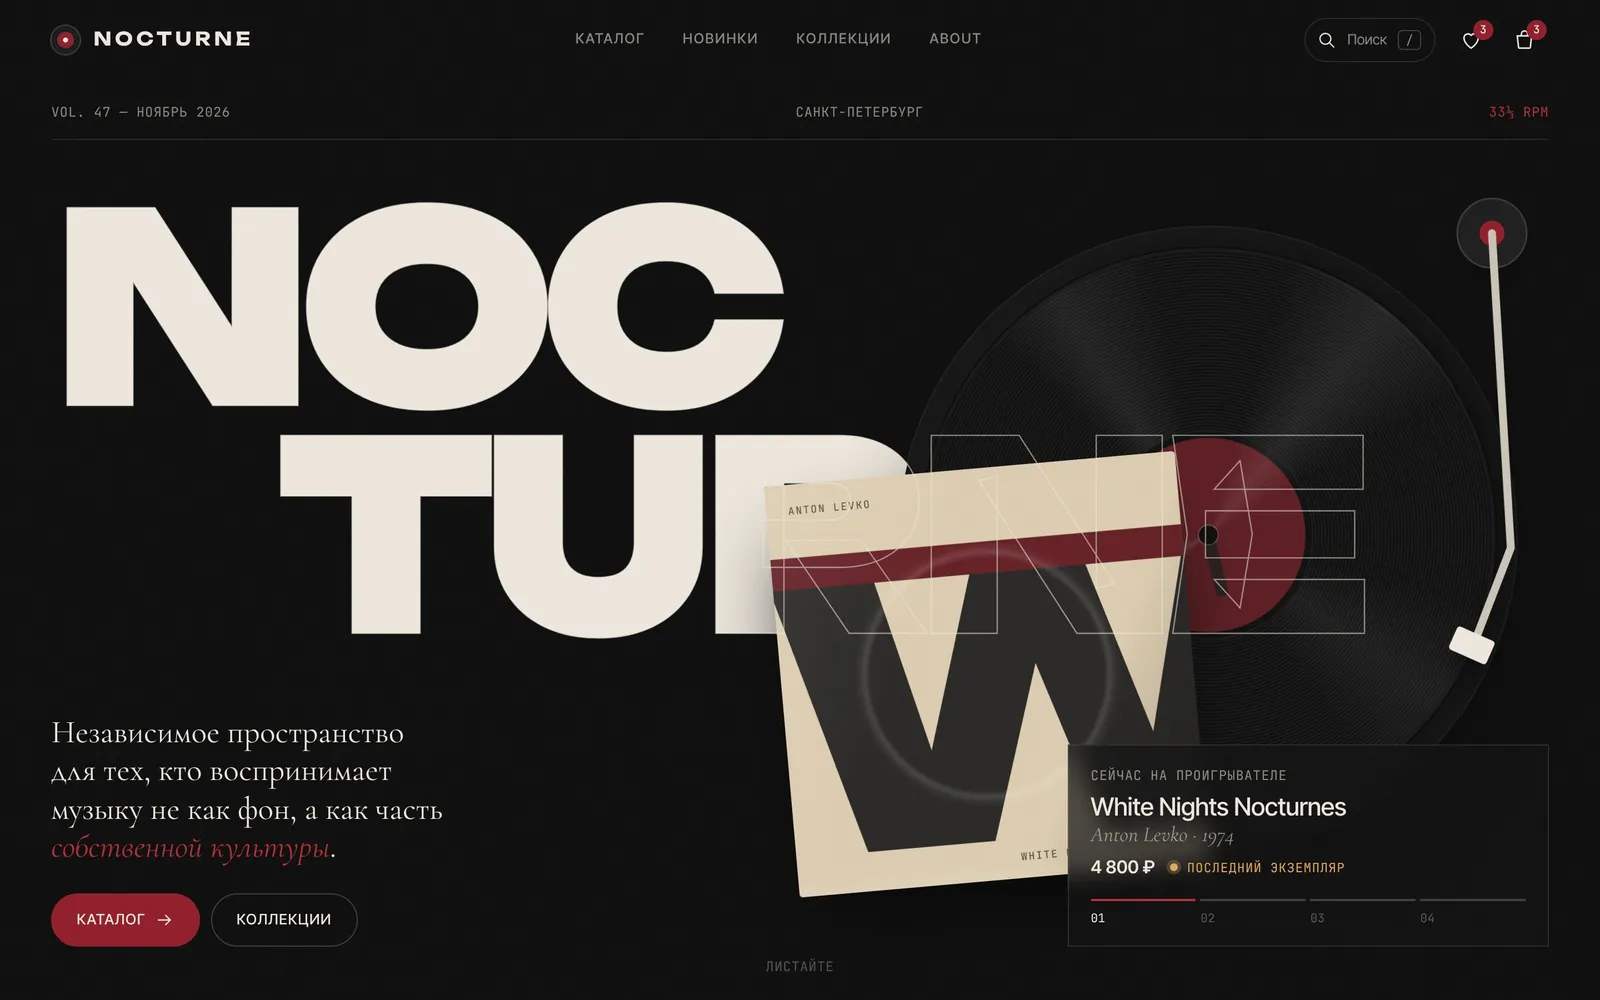 NOCTURNE
КАТАЛОГ
НОВИНКИ
КОЛЛЕКЦИИ
ABOUT
Поиск /
3
3
VOL. 47 — НОЯБРЬ 2026
САНКТ-ПЕТЕРБУРГ
33⅓ RPM
NOC
TURNE
ANTON LEVKO
W
WHITE
Независимое пространство
для тех, кто воспринимает
музыку не как фон, а как часть
собственной культуры.
КАТАЛОГ →
КОЛЛЕКЦИИ
СЕЙЧАС НА ПРОИГРЫВАТЕЛЕ
White Nights Nocturnes
Anton Levko · 1974
4 800 ₽
ПОСЛЕДНИЙ ЭКЗЕМПЛЯР
01
02
03
04
ЛИСТАЙТЕ